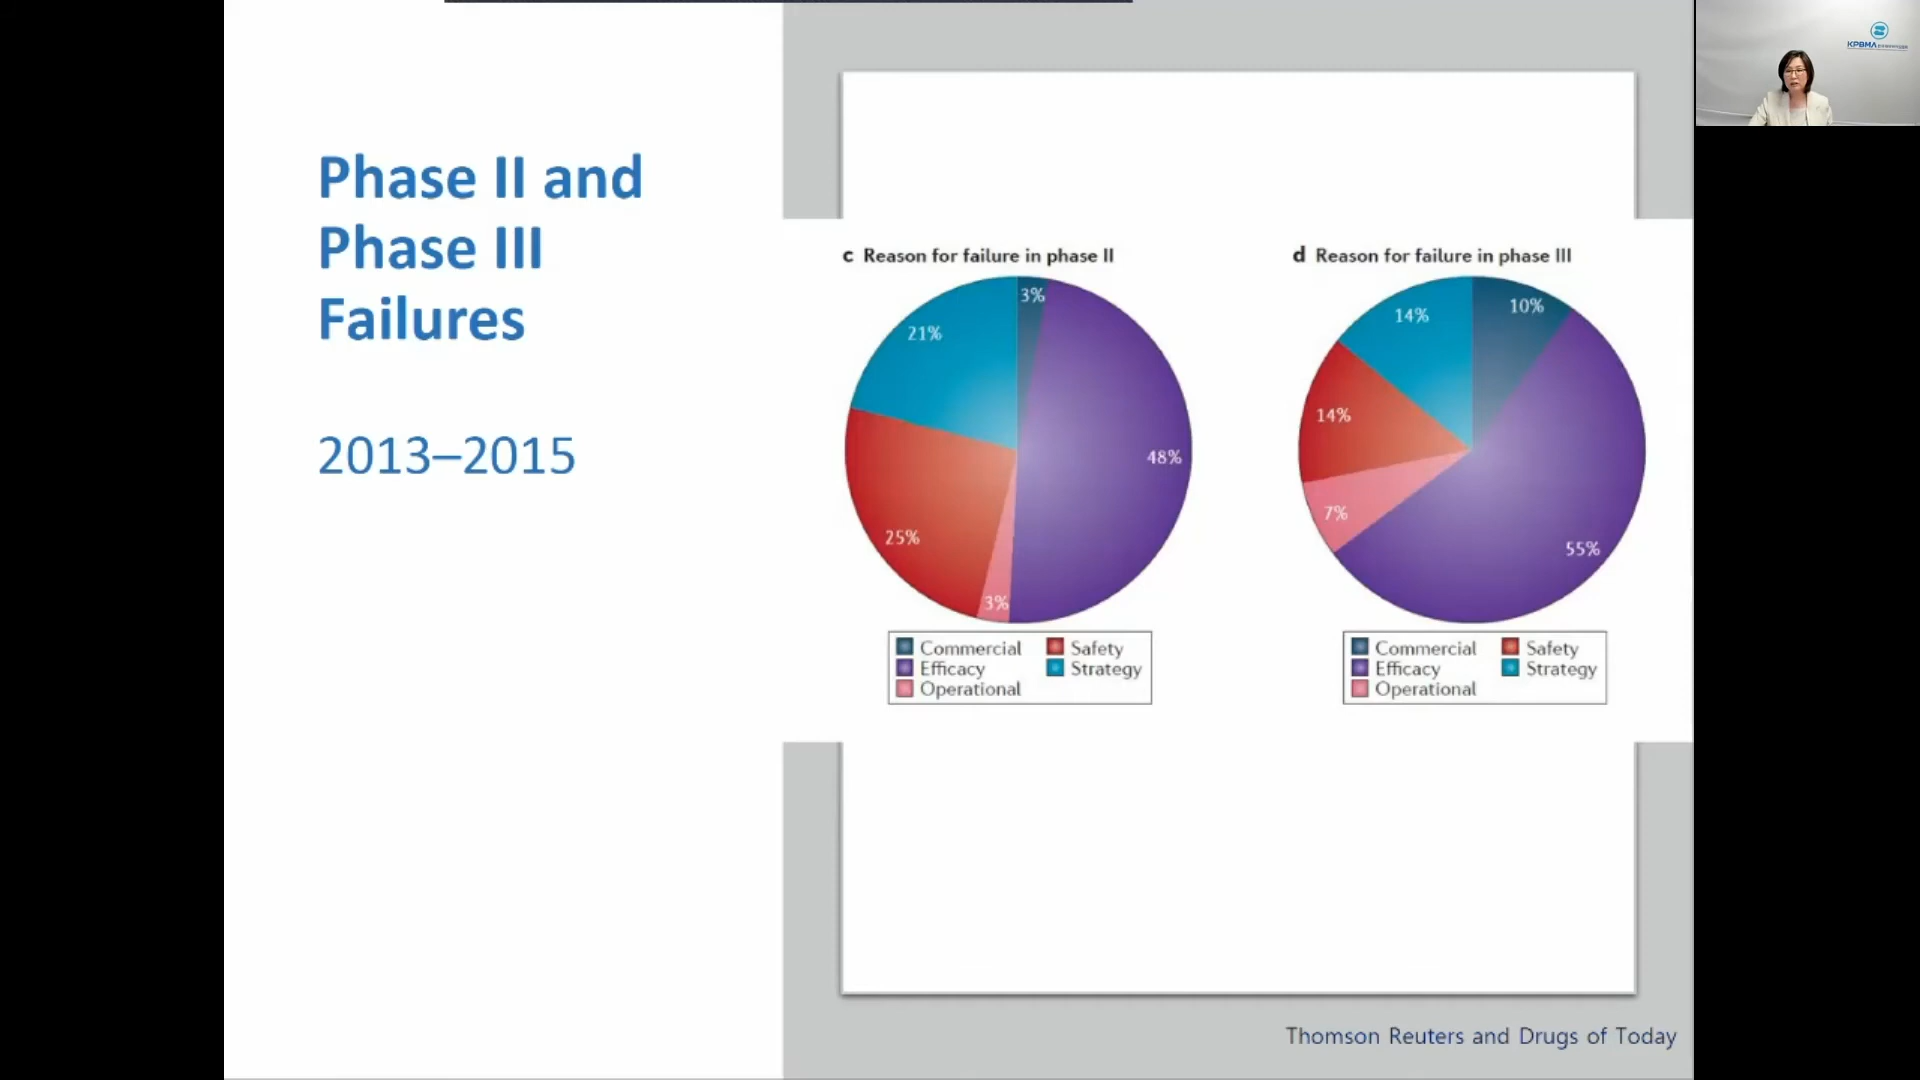 KPBMA
Phase II and
Phase III
Failures
2013–2015
c Reason for failure in phase II
3%
21%
48%
25%
3%
Commercial
Safety
Efficacy
Strategy
Operational
d Reason for failure in phase III
10%
14%
14%
7%
55%
Commercial
Safety
Efficacy
Strategy
Operational
Thomson Reuters and Drugs of Today